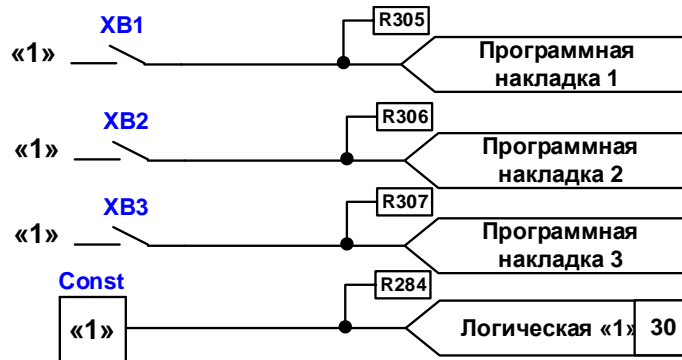 XB1
R305
«1»
Программная
накладка 1
XB2
R306
«1»
Программная
накладка 2
XB3
R307
«1»
Программная
накладка 3
Const
R284
«1»
Логическая «1»
30